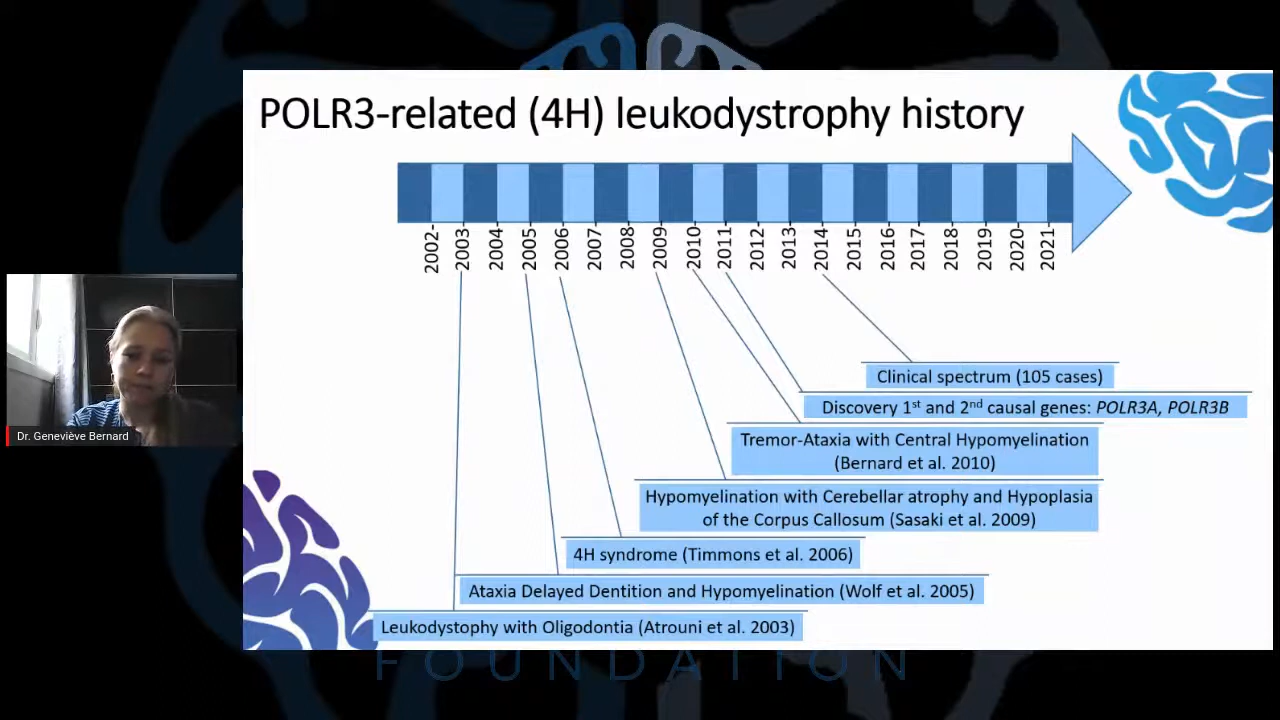 POLR3-related (4H) leukodystrophy history
2002-
2003-
2004-
2005-
2006-
2007-
2008-
2009-
2010-
2011-
2012-
2013-
2014-
2015-
2016-
2017-
2018-
2019-
2020-
2021-
Clinical spectrum (105 cases)
Discovery 1st and 2nd causal genes: POLR3A, POLR3B
Tremor-Ataxia with Central Hypomyelination
(Bernard et al. 2010)
Hypomyelination with Cerebellar atrophy and Hypoplasia
of the Corpus Callosum (Sasaki et al. 2009)
4H syndrome (Timmons et al. 2006)
Ataxia Delayed Dentition and Hypomyelination (Wolf et al. 2005)
Leukodystophy with Oligodontia (Atrouni et al. 2003)
Dr. Geneviève Bernard
FOUNDATION